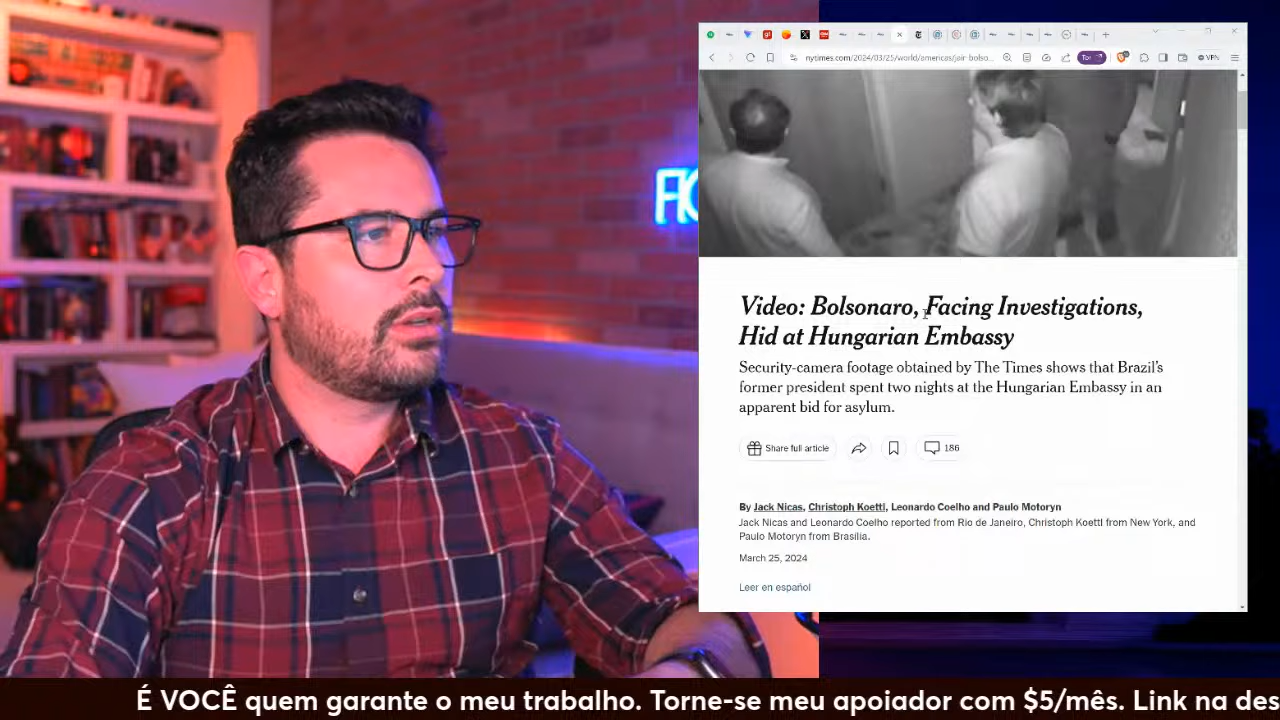 FIG
nytimes.com/2024/03/25/world/americas/jair-bolso...
Tor
VPN
Video: Bolsonaro, Facing Investigations,
Hid at Hungarian Embassy
Security-camera footage obtained by The Times shows that Brazil's
former president spent two nights at the Hungarian Embassy in an
apparent bid for asylum.
Share full article
186
By Jack Nicas, Christoph Koettl, Leonardo Coelho and Paulo Motoryn
Jack Nicas and Leonardo Coelho reported from Rio de Janeiro, Christoph Koettl from New York, and
Paulo Motoryn from Brasília.
March 25, 2024
Leer en español
É VOCÊ quem garante o meu trabalho. Torne-se meu apoiador com $5/mês. Link na des